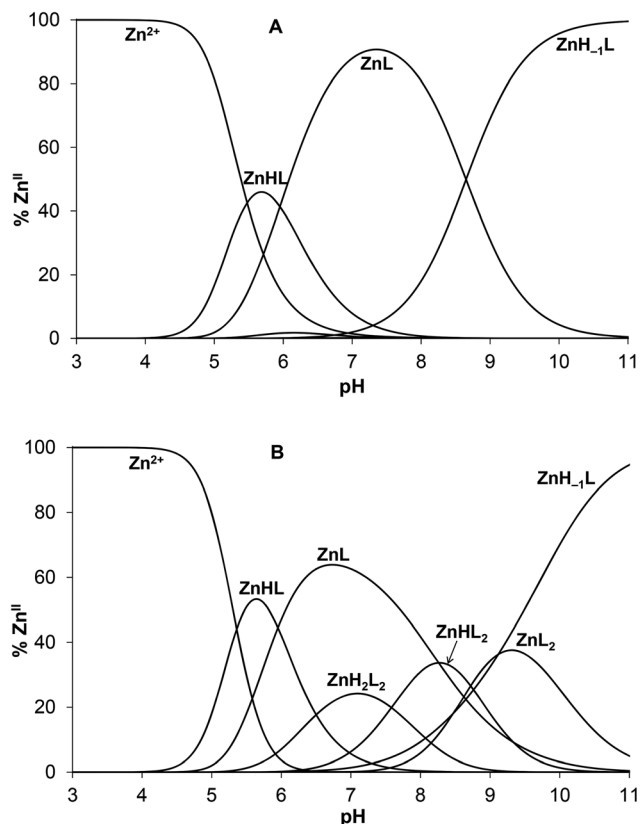 A
Zn²⁺
ZnHL
ZnL
ZnH₋₁L
% Znᴵᴵ
100
80
60
40
20
0
3 4 5 6 7 8 9 10 11
pH
B
Zn²⁺
ZnHL
ZnL
ZnH₂L₂
ZnHL₂
ZnL₂
ZnH₋₁L
% Znᴵᴵ
100
80
60
40
20
0
3 4 5 6 7 8 9 10 11
pH